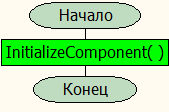 Начало
InitializeComponent( )
Конец